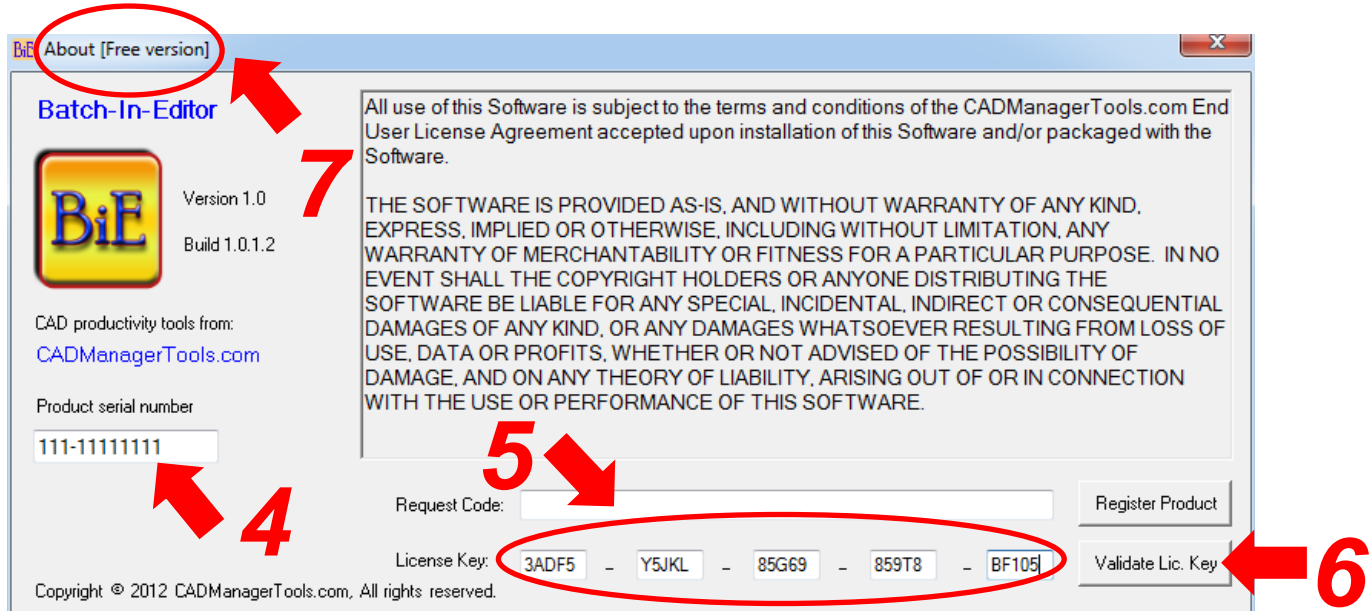 BiE About [Free version]
X
Batch-In-Editor
7
BiE
Version 1.0
Build 1.0.1.2
CAD productivity tools from:
CADManagerTools.com
Product serial number
111-11111111
4
All use of this Software is subject to the terms and conditions of the CADManagerTools.com End
User License Agreement accepted upon installation of this Software and/or packaged with the
Software.
THE SOFTWARE IS PROVIDED AS-IS, AND WITHOUT WARRANTY OF ANY KIND,
EXPRESS, IMPLIED OR OTHERWISE, INCLUDING WITHOUT LIMITATION, ANY
WARRANTY OF MERCHANTABILITY OR FITNESS FOR A PARTICULAR PURPOSE. IN NO
EVENT SHALL THE COPYRIGHT HOLDERS OR ANYONE DISTRIBUTING THE
SOFTWARE BE LIABLE FOR ANY SPECIAL, INCIDENTAL, INDIRECT OR CONSEQUENTIAL
DAMAGES OF ANY KIND, OR ANY DAMAGES WHATSOEVER RESULTING FROM LOSS OF
USE, DATA OR PROFITS, WHETHER OR NOT ADVISED OF THE POSSIBILITY OF
DAMAGE, AND ON ANY THEORY OF LIABILITY, ARISING OUT OF OR IN CONNECTION
WITH THE USE OR PERFORMANCE OF THIS SOFTWARE.
5
Request Code:
Register Product
License Key: 3ADF5 - Y5JKL - 85G69 - 859T8 - BF105
Validate Lic. Key
6
Copyright © 2012 CADManagerTools.com, All rights reserved.